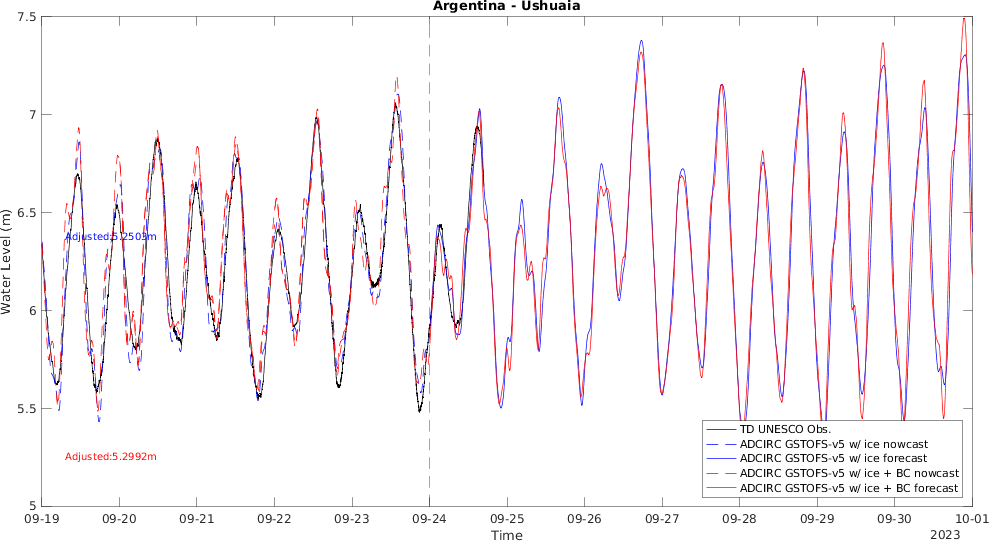 Argentina - Ushuaia
Water Level (m)
7.5
7
6.5
6
5.5
5
Adjusted:5.2503m
Adjusted:5.2992m
TD UNESCO Obs.
ADCIRC GSTOFS-v5 w/ ice nowcast
ADCIRC GSTOFS-v5 w/ ice forecast
ADCIRC GSTOFS-v5 w/ ice + BC nowcast
ADCIRC GSTOFS-v5 w/ ice + BC forecast
09-19 09-20 09-21 09-22 09-23 09-24 09-25 09-26 09-27 09-28 09-29 09-30 10-01
2023
Time